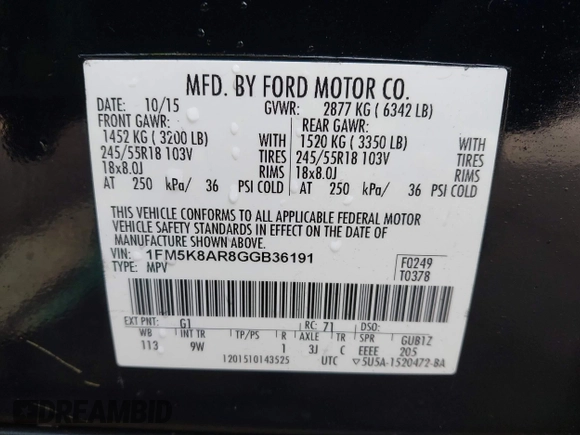 MFD. BY FORD MOTOR CO.
DATE: 10/15 GVWR: 2877 KG ( 6342 LB)
FRONT GAWR: REAR GAWR:
1452 KG ( 3200 LB) WITH 1520 KG ( 3350 LB) WITH
245/55R18 103V TIRES 245/55R18 103V TIRES
18x8.0J RIMS 18x8.0J RIMS
AT 250 kPa/ 36 PSI COLD AT 250 kPa/ 36 PSI COLD
THIS VEHICLE CONFORMS TO ALL APPLICABLE FEDERAL MOTOR
VEHICLE SAFETY STANDARDS IN EFFECT ON THE DATE OF
MANUFACTURE SHOWN ABOVE.
VIN: 1FM5K8AR8GGB36191 F0249
TYPE: MPV T0378
EXT PNT: G1 RC: 71 DSO:
WB INT TR TP/PS R AXLE TR SPR GUB1Z
113 9W 1 3J C EEEE 205
1201510143525 UTC ▽5U5A-1520472-BA
DREAMBID